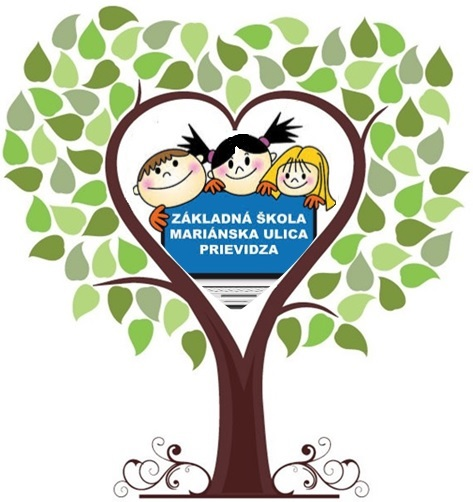 ZÁKLADNÁ ŠKOLA
MARIÁNSKA ULICA
PRIEVIDZA